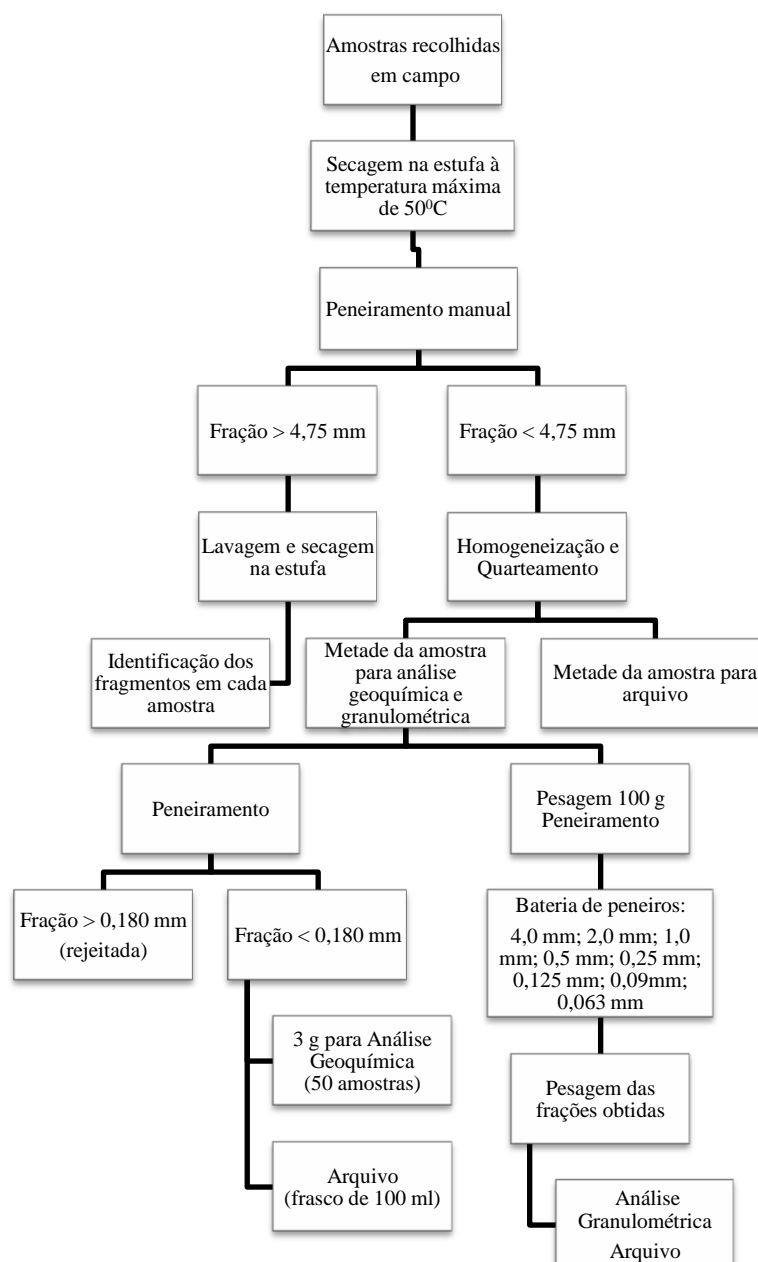 Amostras recolhidas
em campo
Secagem na estufa à
temperatura máxima
de 50⁰C
Peneiramento manual
Fração > 4,75 mm
Fração < 4,75 mm
Lavagem e secagem
na estufa
Homogeneização e
Quarteamento
Identificação dos
fragmentos em cada
amostra
Metade da amostra
para análise
geoquímica e
granulométrica
Metade da amostra para
arquivo
Peneiramento
Pesagem 100 g
Peneiramento
Fração > 0,180 mm
(rejeitada)
Fração < 0,180 mm
Bateria de peneiros:
4,0 mm; 2,0 mm; 1,0
mm; 0,5 mm; 0,25 mm;
0,125 mm; 0,09mm;
0,063 mm
3 g para Análise
Geoquímica
(50 amostras)
Pesagem das
frações obtidas
Arquivo
(frasco de 100 ml)
Análise
Granulométrica
Arquivo